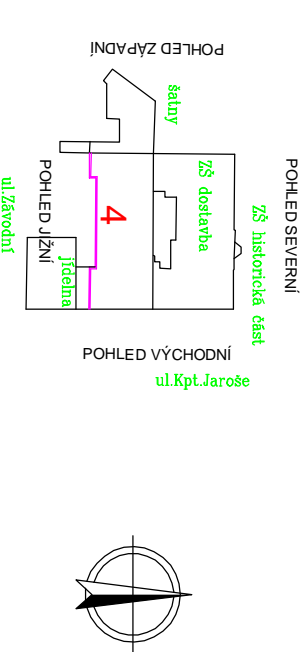 POHLED ZÁPADNÍ
šatny
POHLED SEVERNÍ
ZŠ historická část
ZŠ dostavba
4
POHLED JIŽNÍ
jídelna
ul.Závodní
POHLED VÝCHODNÍ
ul.Kpt.Jaroše